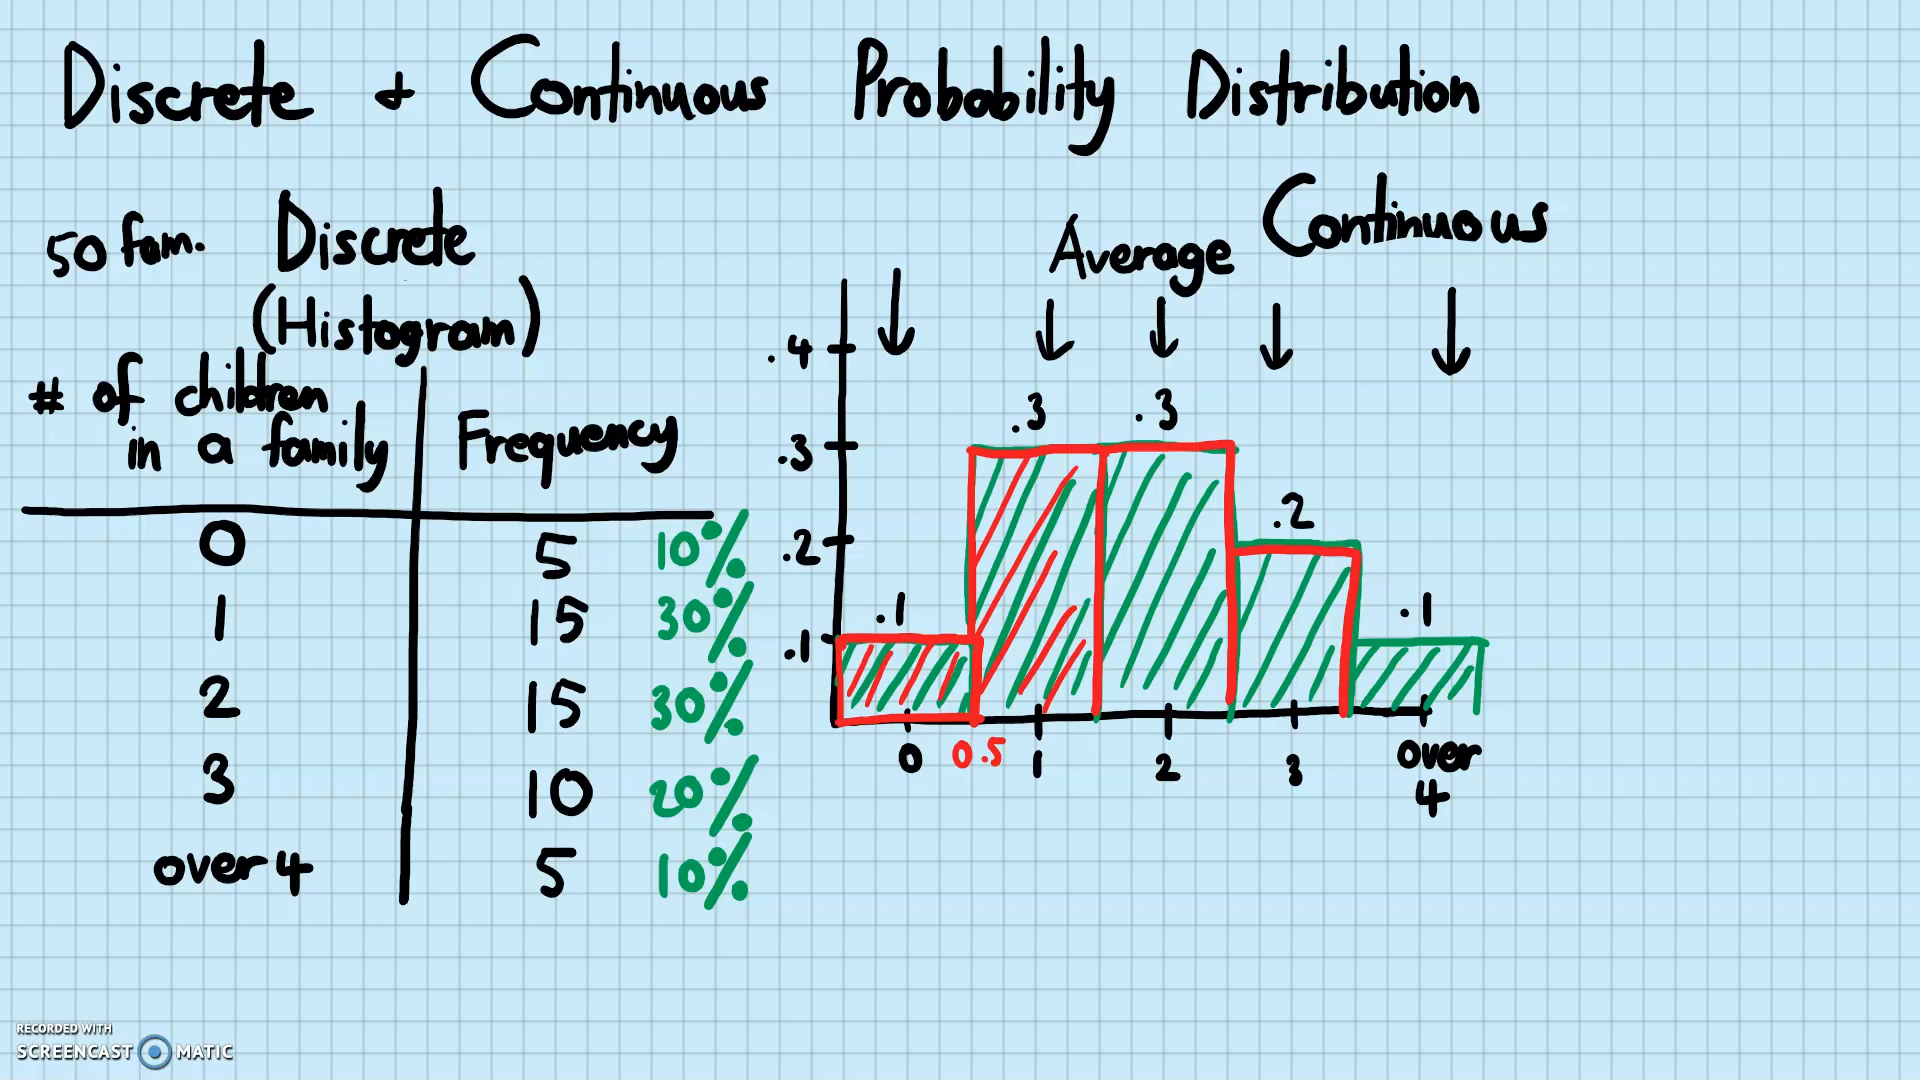 Discrete + Continuous Probability Distribution
50 fam. Discrete
(Histogram)
# of children
in a family
Frequency
0 5 10%
1 15 30%
2 15 30%
3 10 20%
over 4 5 10%
Average Continuous
.4
.3
.2
.1
.1 .3 .3 .2 .1
0 0.5 1 2 3 over
4
RECORDED WITH
SCREENCAST MATIC